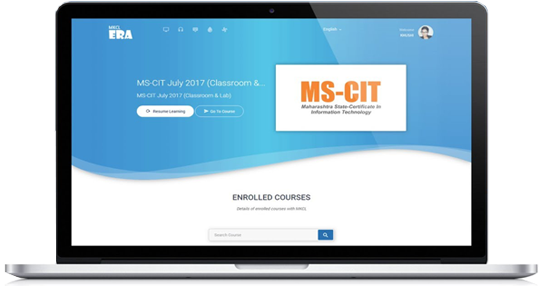 MKCL
ERA
English
Welcome
MS-CIT July 2017 (Classroom &...
MS-CIT July 2017 (Classroom & Lab)
Resume Learning
Go To Course
MS-CIT
Maharashtra State-Certificate In
Information Technology
ENROLLED COURSES
Details of enrolled courses with MKCL
Search Course